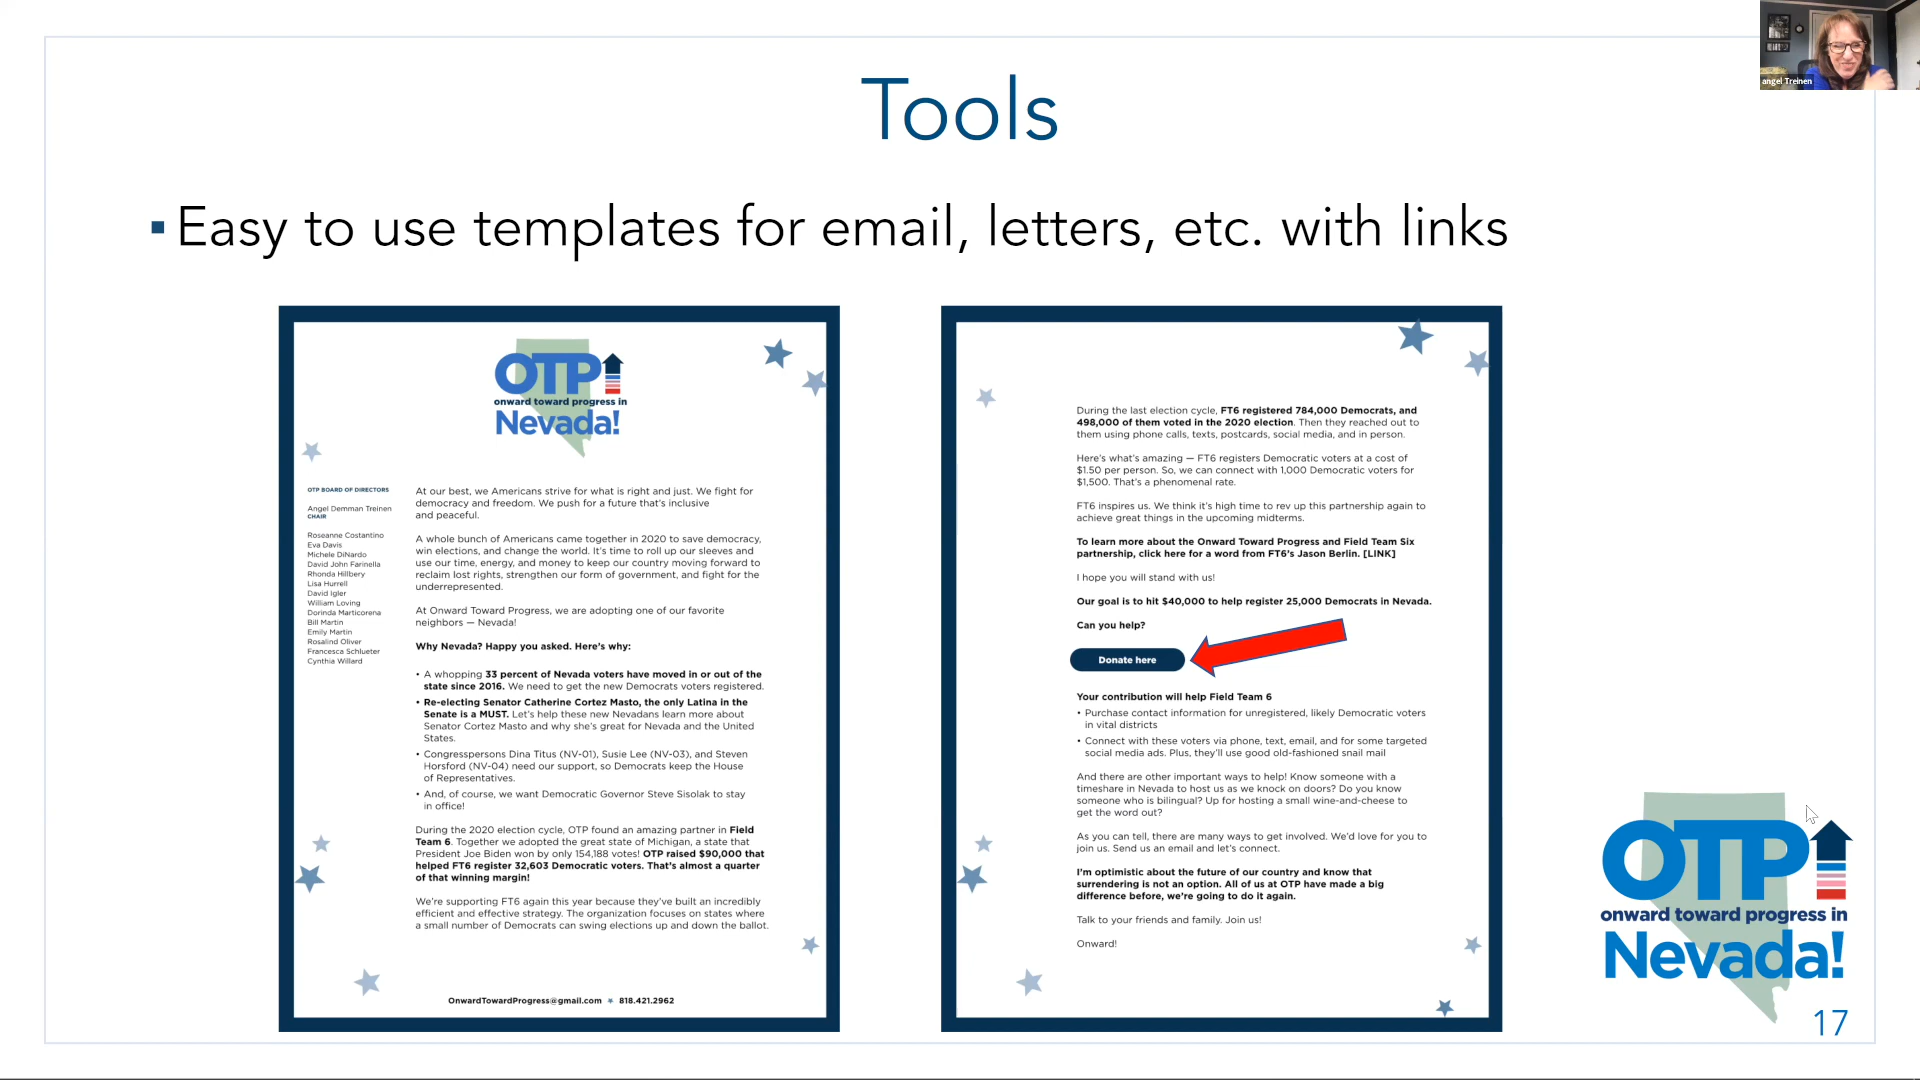 angel Treinen
Tools
Easy to use templates for email, letters, etc. with links
OTP
onward toward progress in
Nevada!
OTP BOARD OF DIRECTORS
Angel Demman Treinen
CHAIR
Roseanne Costantino
Eva Davis
Michele DiNardo
David John Farinella
Rhonda Hillbery
Lisa Hurrell
David Igler
William Loving
Dorinda Marticorena
Bill Martin
Emily Martin
Rosalind Oliver
Francesca Schlueter
Cynthia Willard
At our best, we Americans strive for what is right and just. We fight for
democracy and freedom. We push for a future that's inclusive
and peaceful.
A whole bunch of Americans came together in 2020 to save democracy,
win elections, and change the world. It's time to roll up our sleeves and
use our time, energy, and money to keep our country moving forward to
reclaim lost rights, strengthen our form of government, and fight for the
underrepresented.
At Onward Toward Progress, we are adopting one of our favorite
neighbors — Nevada!
Why Nevada? Happy you asked. Here's why:
• A whopping 33 percent of Nevada voters have moved in or out of the
state since 2016. We need to get the new Democrats voters registered.
• Re-electing Senator Catherine Cortez Masto, the only Latina in the
Senate is a MUST. Let's help these new Nevadans learn more about
Senator Cortez Masto and why she's great for Nevada and the United
States.
• Congresspersons Dina Titus (NV-01), Susie Lee (NV-03), and Steven
Horsford (NV-04) need our support, so Democrats keep the House
of Representatives.
• And, of course, we want Democratic Governor Steve Sisolak to stay
in office!
During the 2020 election cycle, OTP found an amazing partner in Field
Team 6. Together we adopted the great state of Michigan, a state that
President Joe Biden won by only 154,188 votes! OTP raised $90,000 that
helped FT6 register 32,603 Democratic voters. That's almost a quarter
of that winning margin!
We're supporting FT6 again this year because they've built an incredibly
efficient and effective strategy. The organization focuses on states where
a small number of Democrats can swing elections up and down the ballot.
OnwardTowardProgress@gmail.com ★ 818.421.2962
During the last election cycle, FT6 registered 784,000 Democrats, and
498,000 of them voted in the 2020 election. Then they reached out to
them using phone calls, texts, postcards, social media, and in person.
Here's what's amazing — FT6 registers Democratic voters at a cost of
$1.50 per person. So, we can connect with 1,000 Democratic voters for
$1,500. That's a phenomenal rate.
FT6 inspires us. We think it's high time to rev up this partnership again to
achieve great things in the upcoming midterms.
To learn more about the Onward Toward Progress and Field Team Six
partnership, click here for a word from FT6's Jason Berlin. [LINK]
I hope you will stand with us!
Our goal is to hit $40,000 to help register 25,000 Democrats in Nevada.
Can you help?
Donate here
Your contribution will help Field Team 6
• Purchase contact information for unregistered, likely Democratic voters
in vital districts
• Connect with these voters via phone, text, email, and for some targeted
social media ads. Plus, they'll use good old-fashioned snail mail
And there are other important ways to help! Know someone with a
timeshare in Nevada to host us as we knock on doors? Do you know
someone who is bilingual? Up for hosting a small wine-and-cheese to
get the word out?
As you can tell, there are many ways to get involved. We'd love for you to
join us. Send us an email and let's connect.
I'm optimistic about the future of our country and know that
surrendering is not an option. All of us at OTP have made a big
difference before, we're going to do it again.
Talk to your friends and family. Join us!
Onward!
OTP
onward toward progress in
Nevada!
17